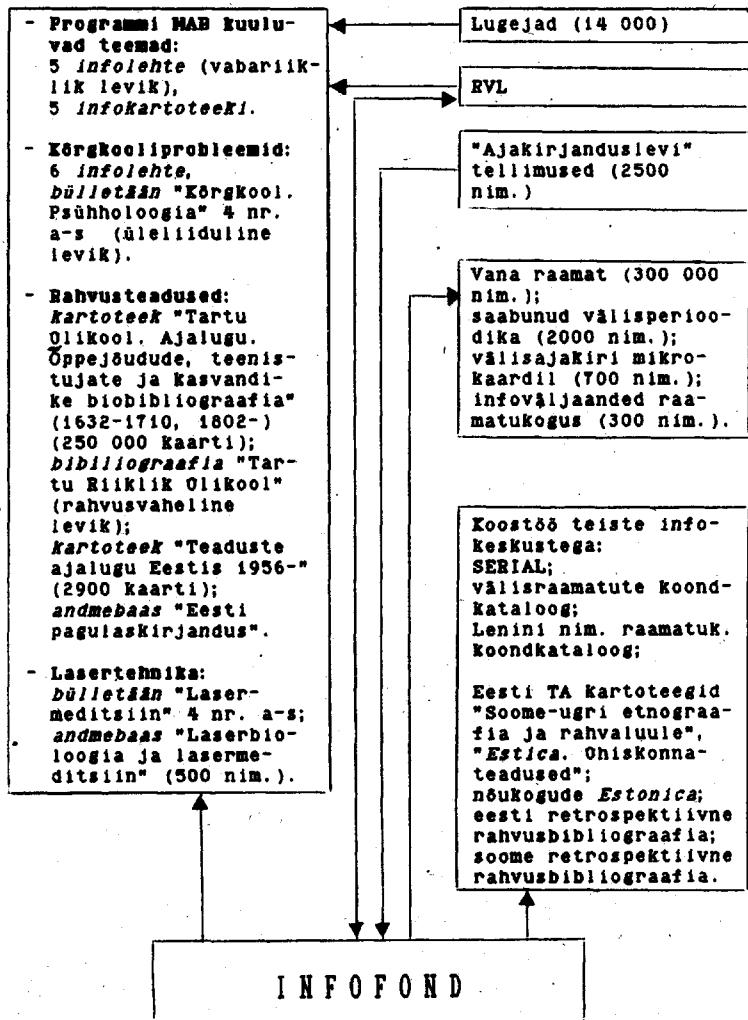 - Programmi MAB kuulu-
vad teemad:
5 infolehte (vabariik-
lik levik),
5 infokartoteeki.
- Kõrgkooliprobleemid:
6 infolehte,
bülletään "Kõrgkool.
Psühholoogia" 4 nr.
a-s (üleliiduline
levik).
- Rahvusteadused:
kartoteek "Tartu
Ülikool. Ajalugu.
Õppejõudude, teenis-
tujate ja kasvandi-
ke biobibliograafia"
(1632-1710, 1802-)
(250 000 kaarti);
bibiliograafia "Tar-
tu Riiklik Ülikool"
(rahvusvaheline
levik);
kartoteek "Teaduste
ajalugu Eestis 1956-"
(2900 kaarti);
andmebaas "Eesti
pagulaskirjandus".
- Lasertehnika:
bülletään "Laser-
meditsiin" 4 nr. a-s;
andmebaas "Laserbio-
loogia ja laserme-
ditsiin" (500 nim.).
Lugejad (14 000)
RVL
"Ajakirjanduslevi"
tellimused (2500
nim.)
Vana raamat (300 000
nim.);
saabunud välisperioo-
dika (2000 nim.);
välisajakiri mikro-
kaardil (700 nim.);
infoväljaanded raa-
matukogus (300 nim.).
Koostöö teiste info-
keskustega:
SERIAL;
välisraamatute koond-
kataloog;
Lenini nim. raamatuk.
koondkataloog;
Eesti TA kartoteegid
"Soome-ugri etnograa-
fia ja rahvaluule",
"Estica. Ühiskonna-
teadused";
nõukogude Estonica;
eesti retrospektiivne
rahvusbibliograafia;
soome retrospektiivne
rahvusbibliograafia.
INFOFOND